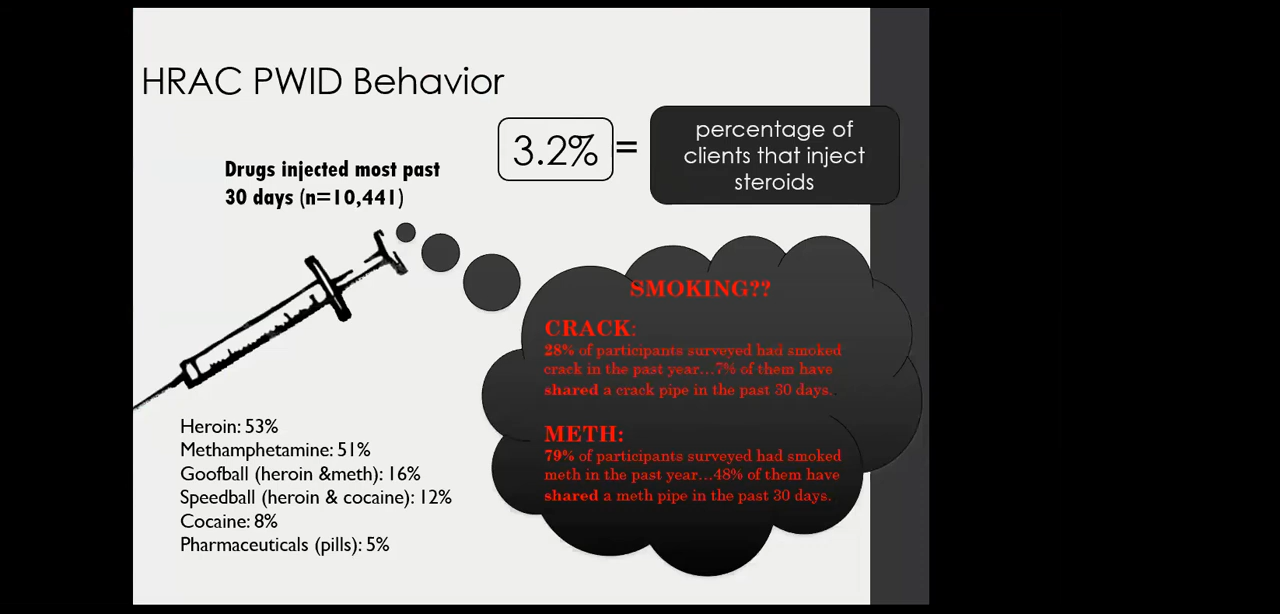 HRAC PWID Behavior
3.2%
=
percentage of
clients that inject
steroids
Drugs injected most past
30 days (n=10,441)
SMOKING??
CRACK:
28% of participants surveyed had smoked
crack in the past year…7% of them have
shared a crack pipe in the past 30 days.
METH:
79% of participants surveyed had smoked
meth in the past year…48% of them have
shared a meth pipe in the past 30 days.
Heroin: 53%
Methamphetamine: 51%
Goofball (heroin &meth): 16%
Speedball (heroin & cocaine): 12%
Cocaine: 8%
Pharmaceuticals (pills): 5%